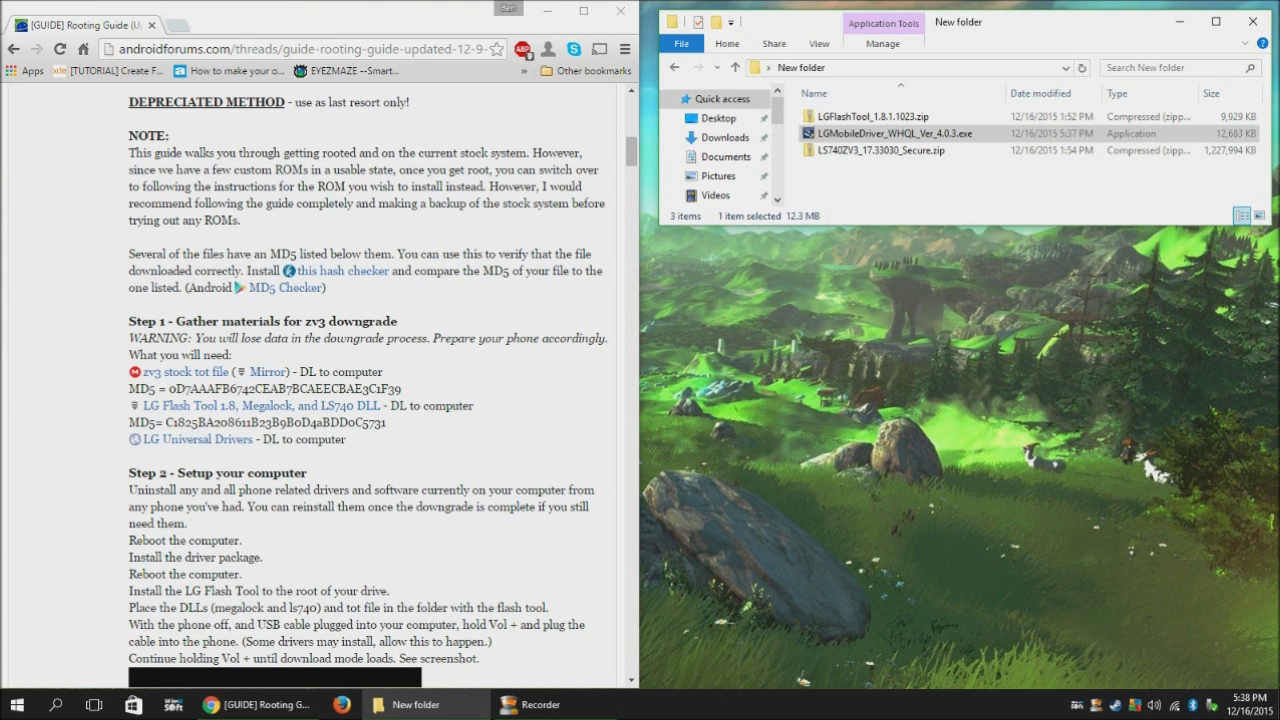 Ben
[GUIDE] Rooting Guide (U
androidforums.com/threads/guide-rooting-guide-updated-12-9-
ABP
Apps
xda
[TUTORIAL] Create F...
How to make your o...
EYEZMAZE --Smart...
»
Other bookmarks
DEPRECIATED METHOD - use as last resort only!
NOTE:
This guide walks you through getting rooted and on the current stock system. However,
since we have a few custom ROMs in a usable state, once you get root, you can switch over
to following the instructions for the ROM you wish to install instead. However, I would
recommend following the guide completely and making a backup of the stock system before
trying out any ROMs.
Several of the files have an MD5 listed below them. You can use this to verify that the file
downloaded correctly. Install this hash checker and compare the MD5 of your file to the
one listed. (Android MD5 Checker)
Step 1 - Gather materials for zv3 downgrade
WARNING: You will lose data in the downgrade process. Prepare your phone accordingly.
What you will need:
zv3 stock tot file ( Mirror) - DL to computer
MD5 = 0D7AAAFB6742CEAB7BCAEECBAE3C1F39
LG Flash Tool 1.8, Megalock, and LS740 DLL - DL to computer
MD5= C1825BA208611B23B9B0D4aBDD0C5731
LG Universal Drivers - DL to computer
Step 2 - Setup your computer
Uninstall any and all phone related drivers and software currently on your computer from
any phone you've had. You can reinstall them once the downgrade is complete if you still
need them.
Reboot the computer.
Install the driver package.
Reboot the computer.
Install the LG Flash Tool to the root of your drive.
Place the DLLs (megalock and ls740) and tot file in the folder with the flash tool.
With the phone off, and USB cable plugged into your computer, hold Vol + and plug the
cable into the phone. (Some drivers may install, allow this to happen.)
Continue holding Vol + until download mode loads. See screenshot.
Application Tools
New folder
File
Home
Share
View
Manage
New folder
Search New folder
Quick access
Desktop
Downloads
Documents
Pictures
Videos
Name
Date modified
Type
Size
LGFlashTool_1.8.1.1023.zip 12/16/2015 1:52 PM Compressed (zipp... 9,929 KB
LGMobileDriver_WHQL_Ver_4.0.3.exe 12/16/2015 5:37 PM Application 12,683 KB
LS740ZV3_17.33030_Secure.zip 12/16/2015 1:54 PM Compressed (zipp... 1,227,994 KB
3 items
1 item selected 12.3 MB
[GUIDE] Rooting G...
New folder
Recorder
5:38 PM
12/16/2015